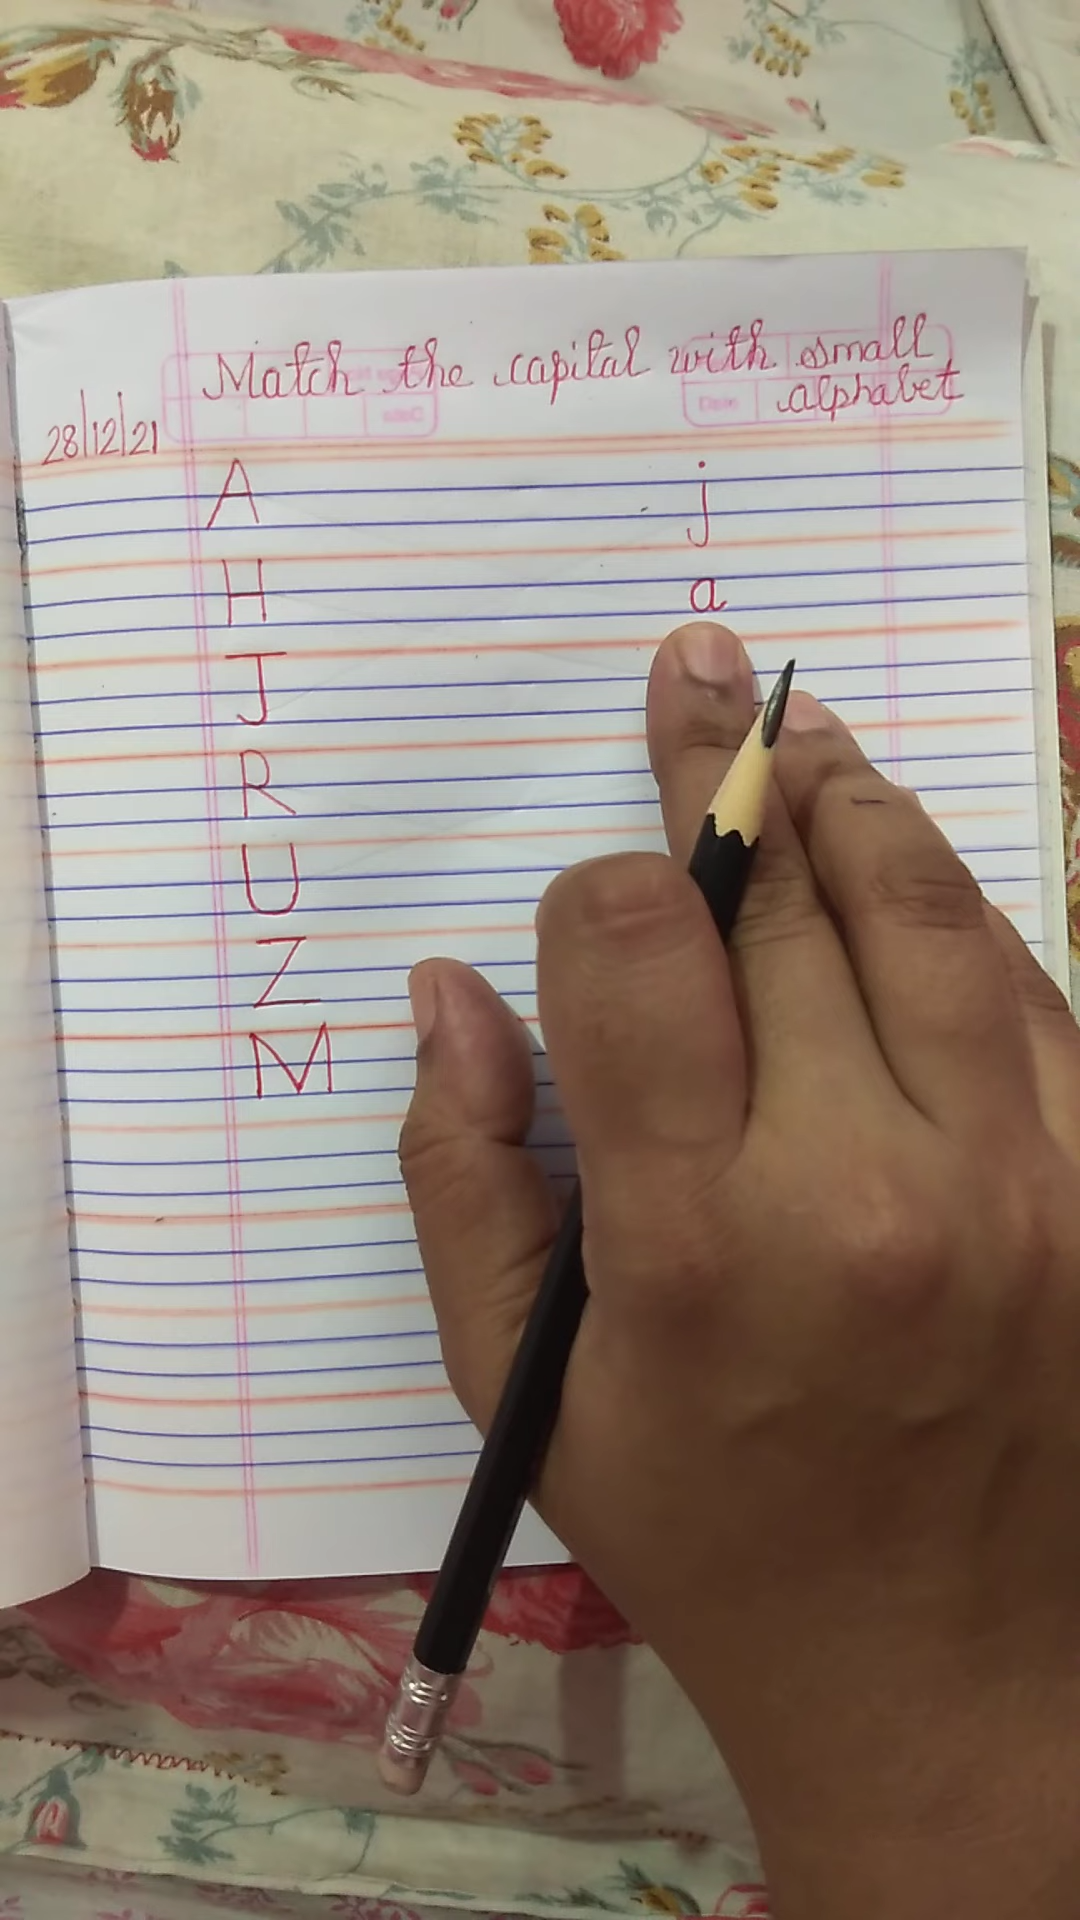 Match the capital with small
alphabet
28/12/21
A j
H a
J
R
U
Z
M